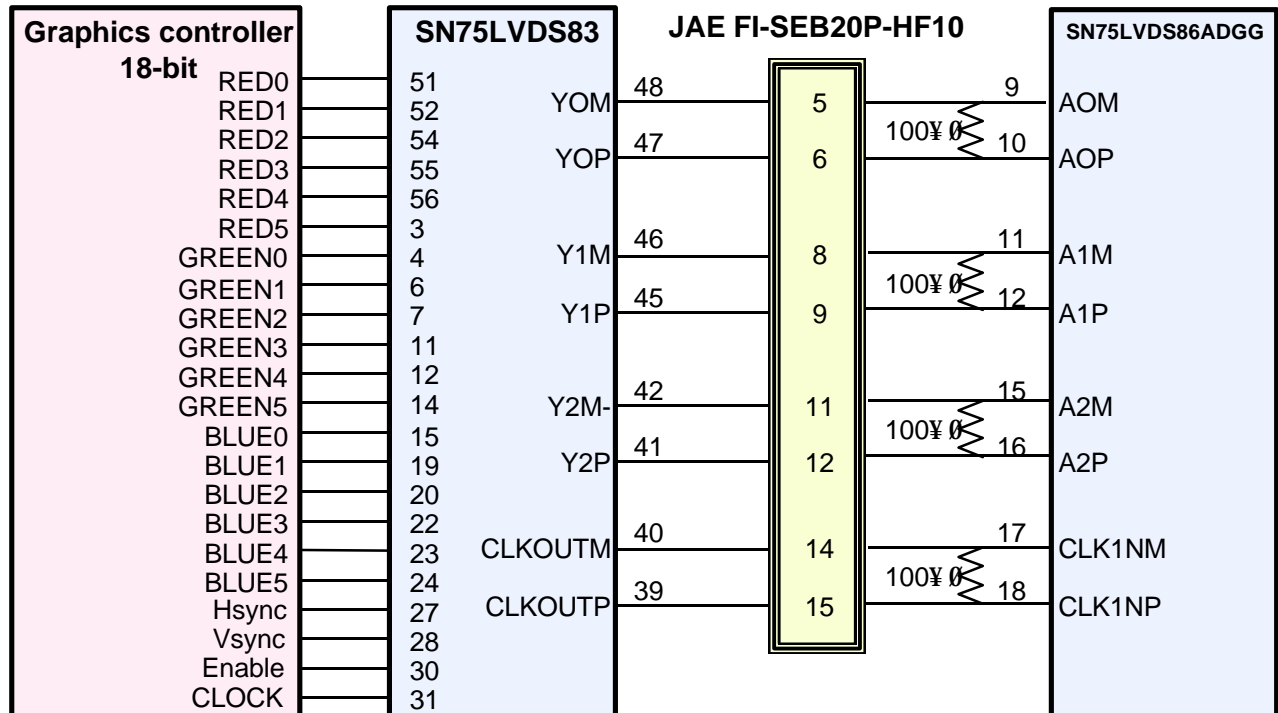 Graphics controller
18-bit
SN75LVDS83
JAE FI-SEB20P-HF10
SN75LVDS86ADGG
RED0 51
RED1 52
RED2 54
RED3 55
RED4 56
RED5 3
GREEN0 4
GREEN1 6
GREEN2 7
GREEN3 11
GREEN4 12
GREEN5 14
BLUE0 15
BLUE1 19
BLUE2 20
BLUE3 22
BLUE4 23
BLUE5 24
Hsync 27
Vsync 28
Enable 30
CLOCK 31
YOM 48 5 9 AOM
100¥ Ø
YOP 47 6 10 AOP
Y1M 46 8 11 A1M
100¥ Ø
Y1P 45 9 12 A1P
Y2M- 42 11 15 A2M
100¥ Ø
Y2P 41 12 16 A2P
CLKOUTM 40 14 17 CLK1NM
100¥ Ø
CLKOUTP 39 15 18 CLK1NP